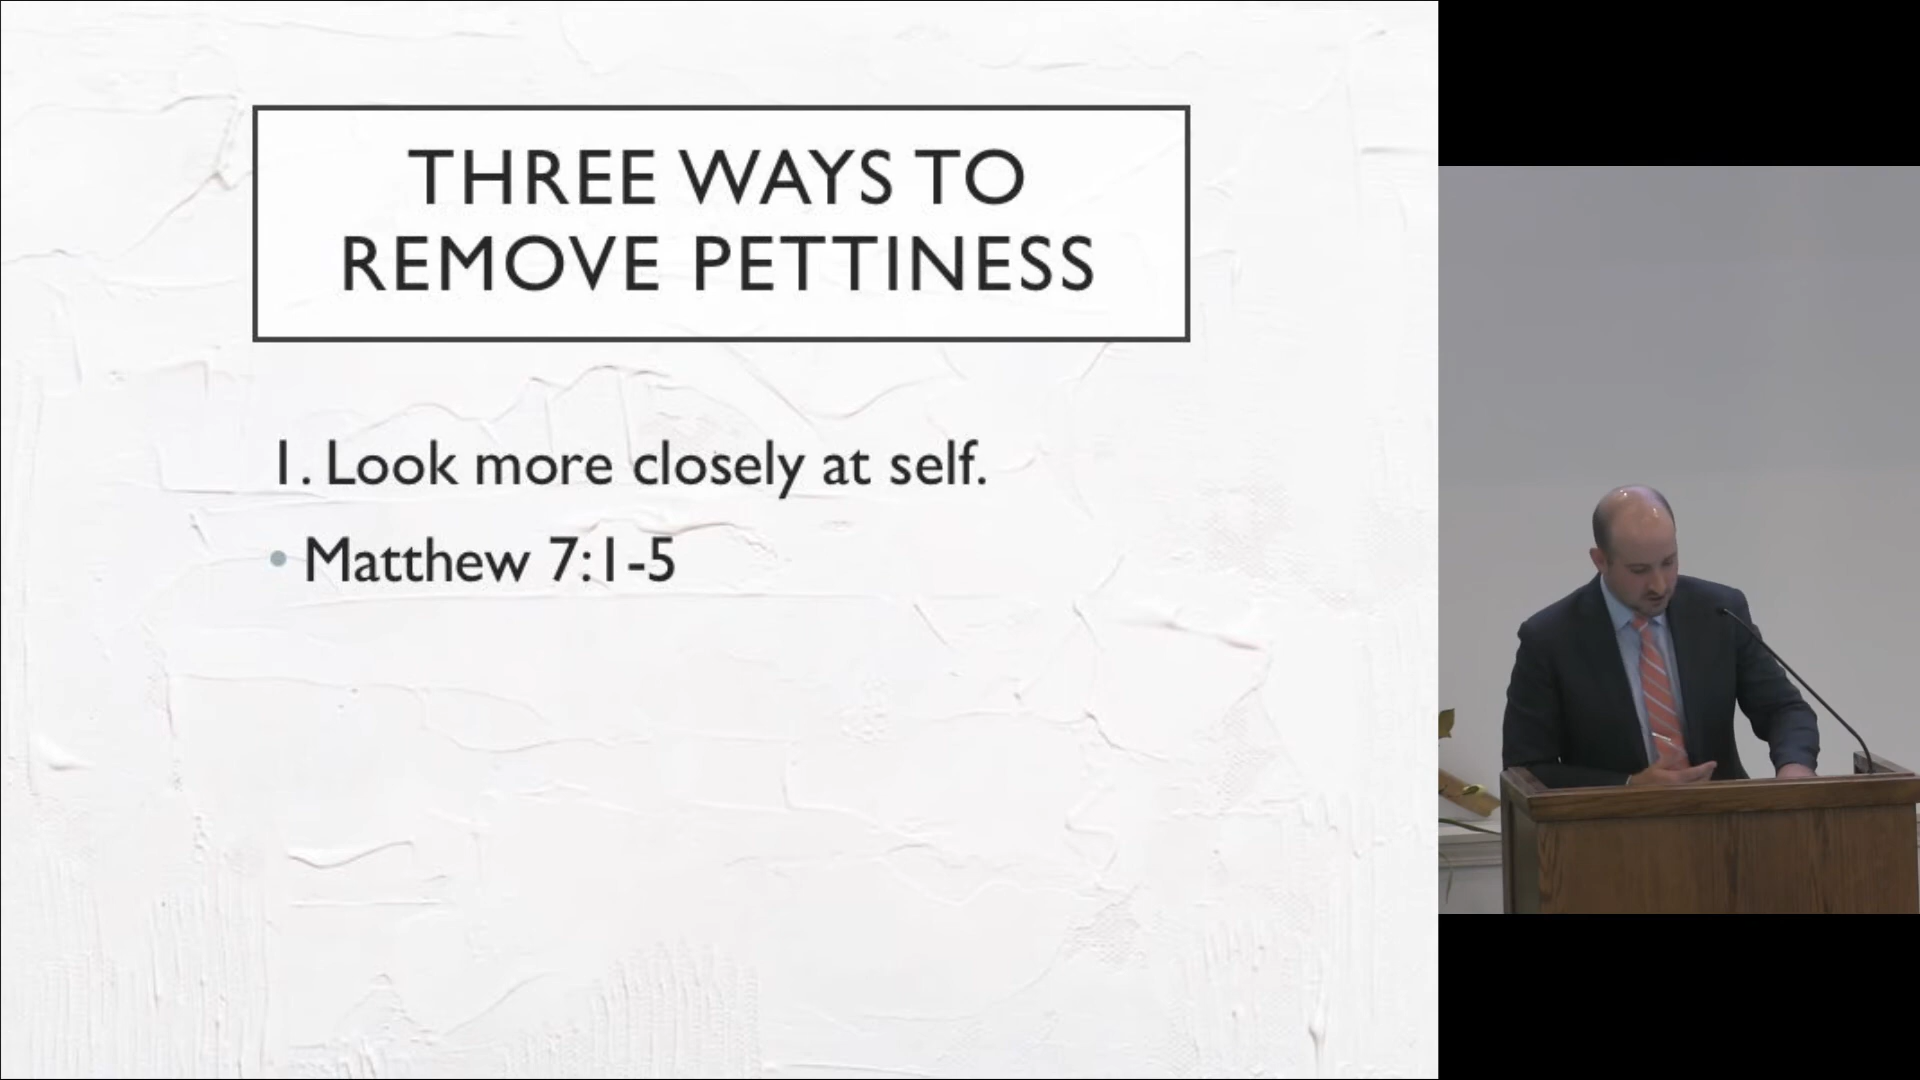 THREE WAYS TO
REMOVE PETTINESS
1. Look more closely at self.
• Matthew 7:1-5